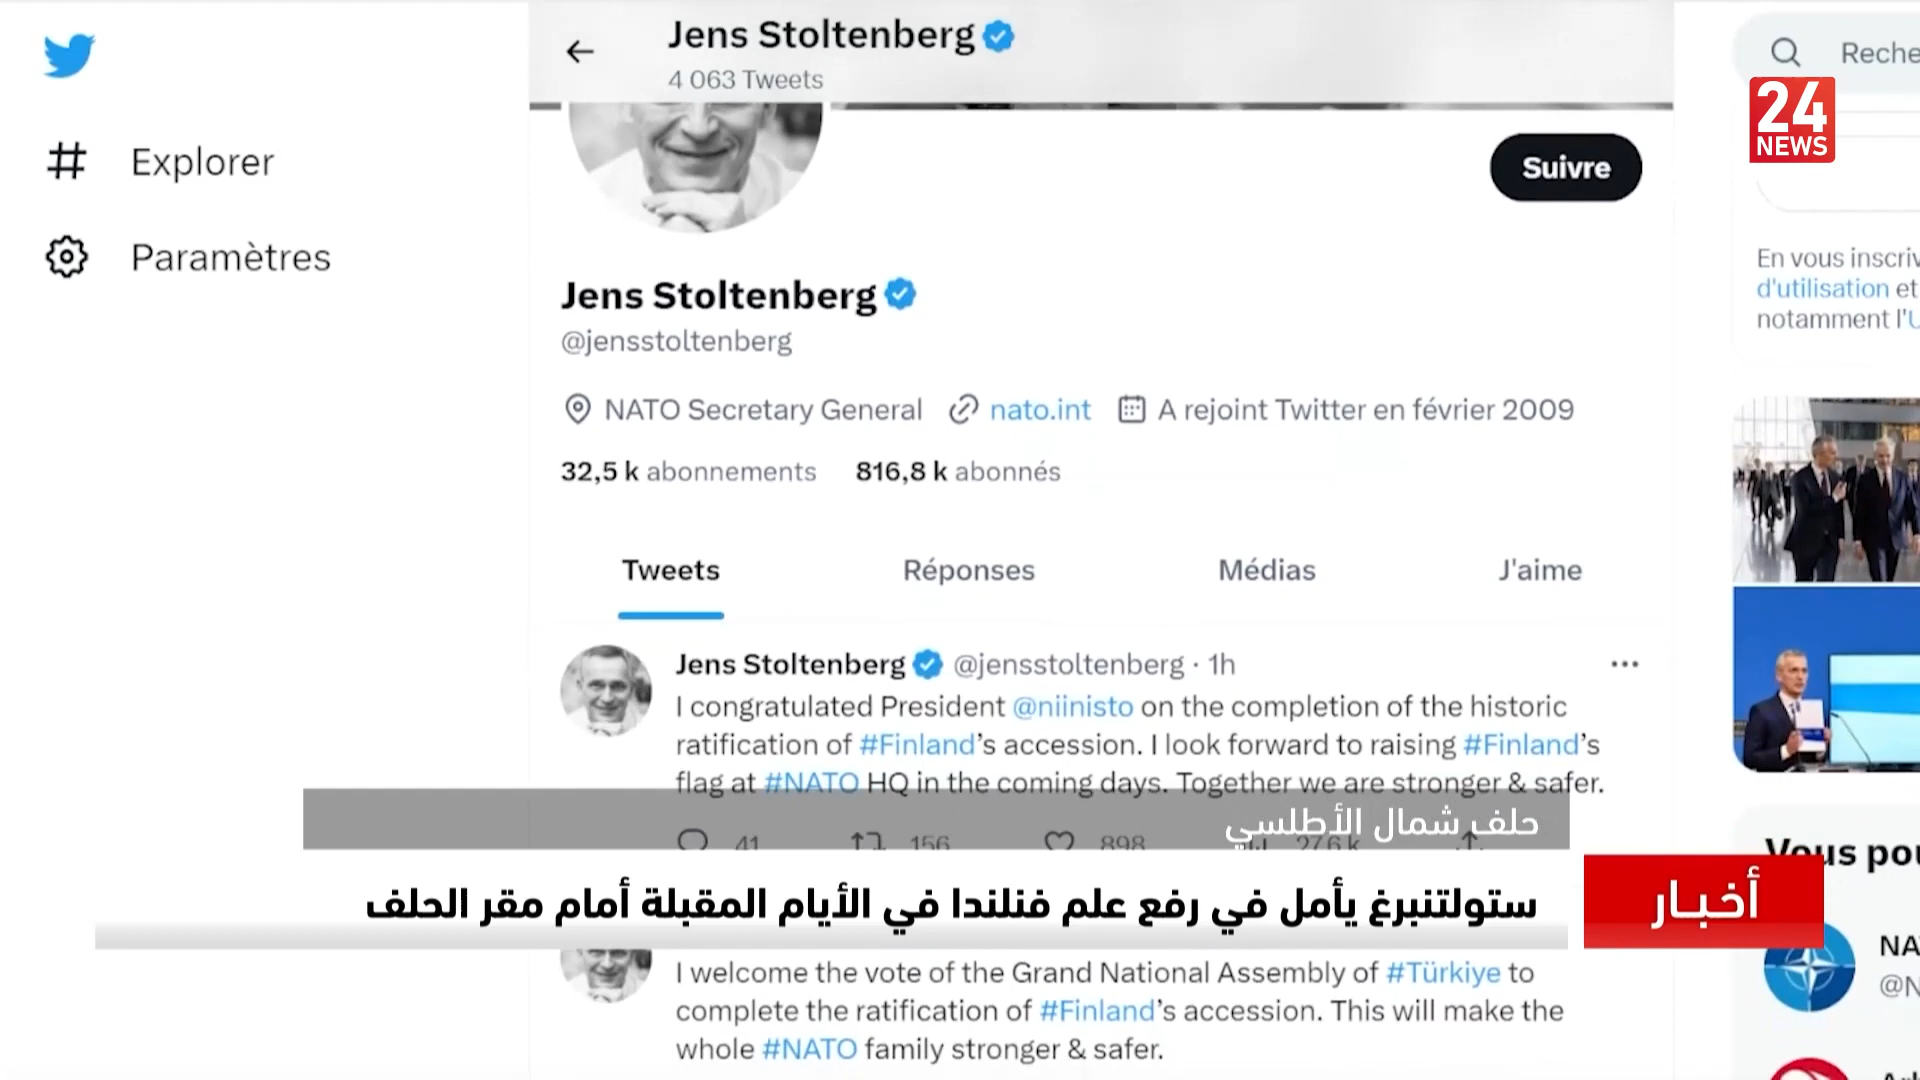 Jens Stoltenberg
4 063 Tweets
Reche
24
NEWS
Explorer
Paramètres
Suivre
Jens Stoltenberg
@jensstoltenberg
NATO Secretary General nato.int A rejoint Twitter en février 2009
32,5 k abonnements 816,8 k abonnés
En vous inscriv
d'utilisation et
notamment l'U
Tweets Réponses Médias J'aime
Jens Stoltenberg @jensstoltenberg · 1h
I congratulated President @niinisto on the completion of the historic
ratification of #Finland’s accession. I look forward to raising #Finland’s
flag at #NATO HQ in the coming days. Together we are stronger & safer.
41 156 898 27,6 k
حلف شمال الأطلسي
Vous pou
أخبار
ستولتنبرغ يأمل في رفع علم فنلندا في الأيام المقبلة أمام مقر الحلف
I welcome the vote of the Grand National Assembly of #Türkiye to
complete the ratification of #Finland’s accession. This will make the
whole #NATO family stronger & safer.
NA
@N